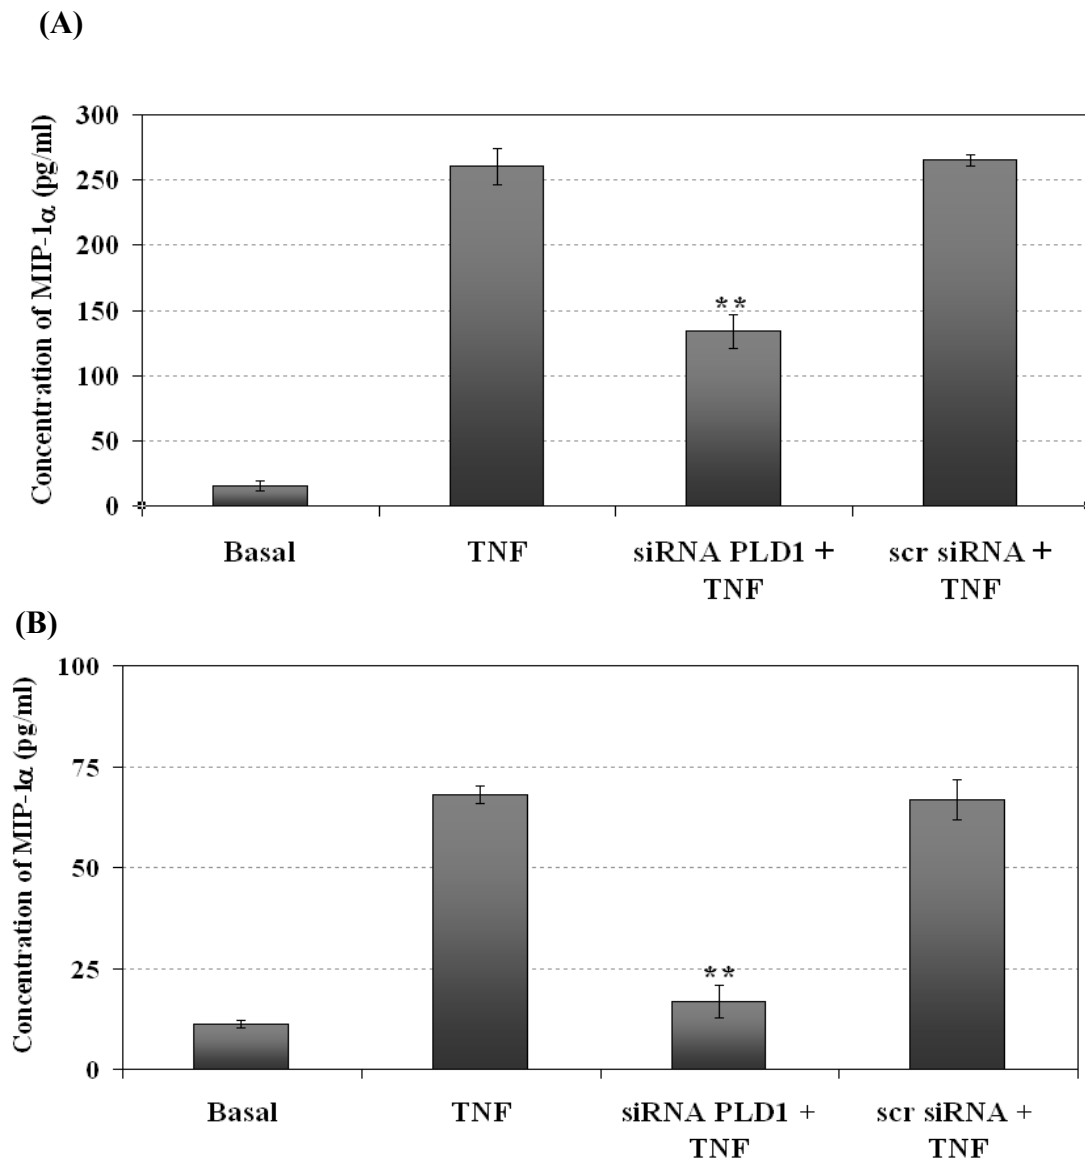 (A)
Concentration of MIP-1α (pg/ml)
300
250
200
150
100
50
0
**
Basal
TNF
siRNA PLD1 +
TNF
scr siRNA +
TNF
(B)
Concentration of MIP-1α (pg/ml)
100
75
50
25
0
**
Basal
TNF
siRNA PLD1 +
TNF
scr siRNA +
TNF